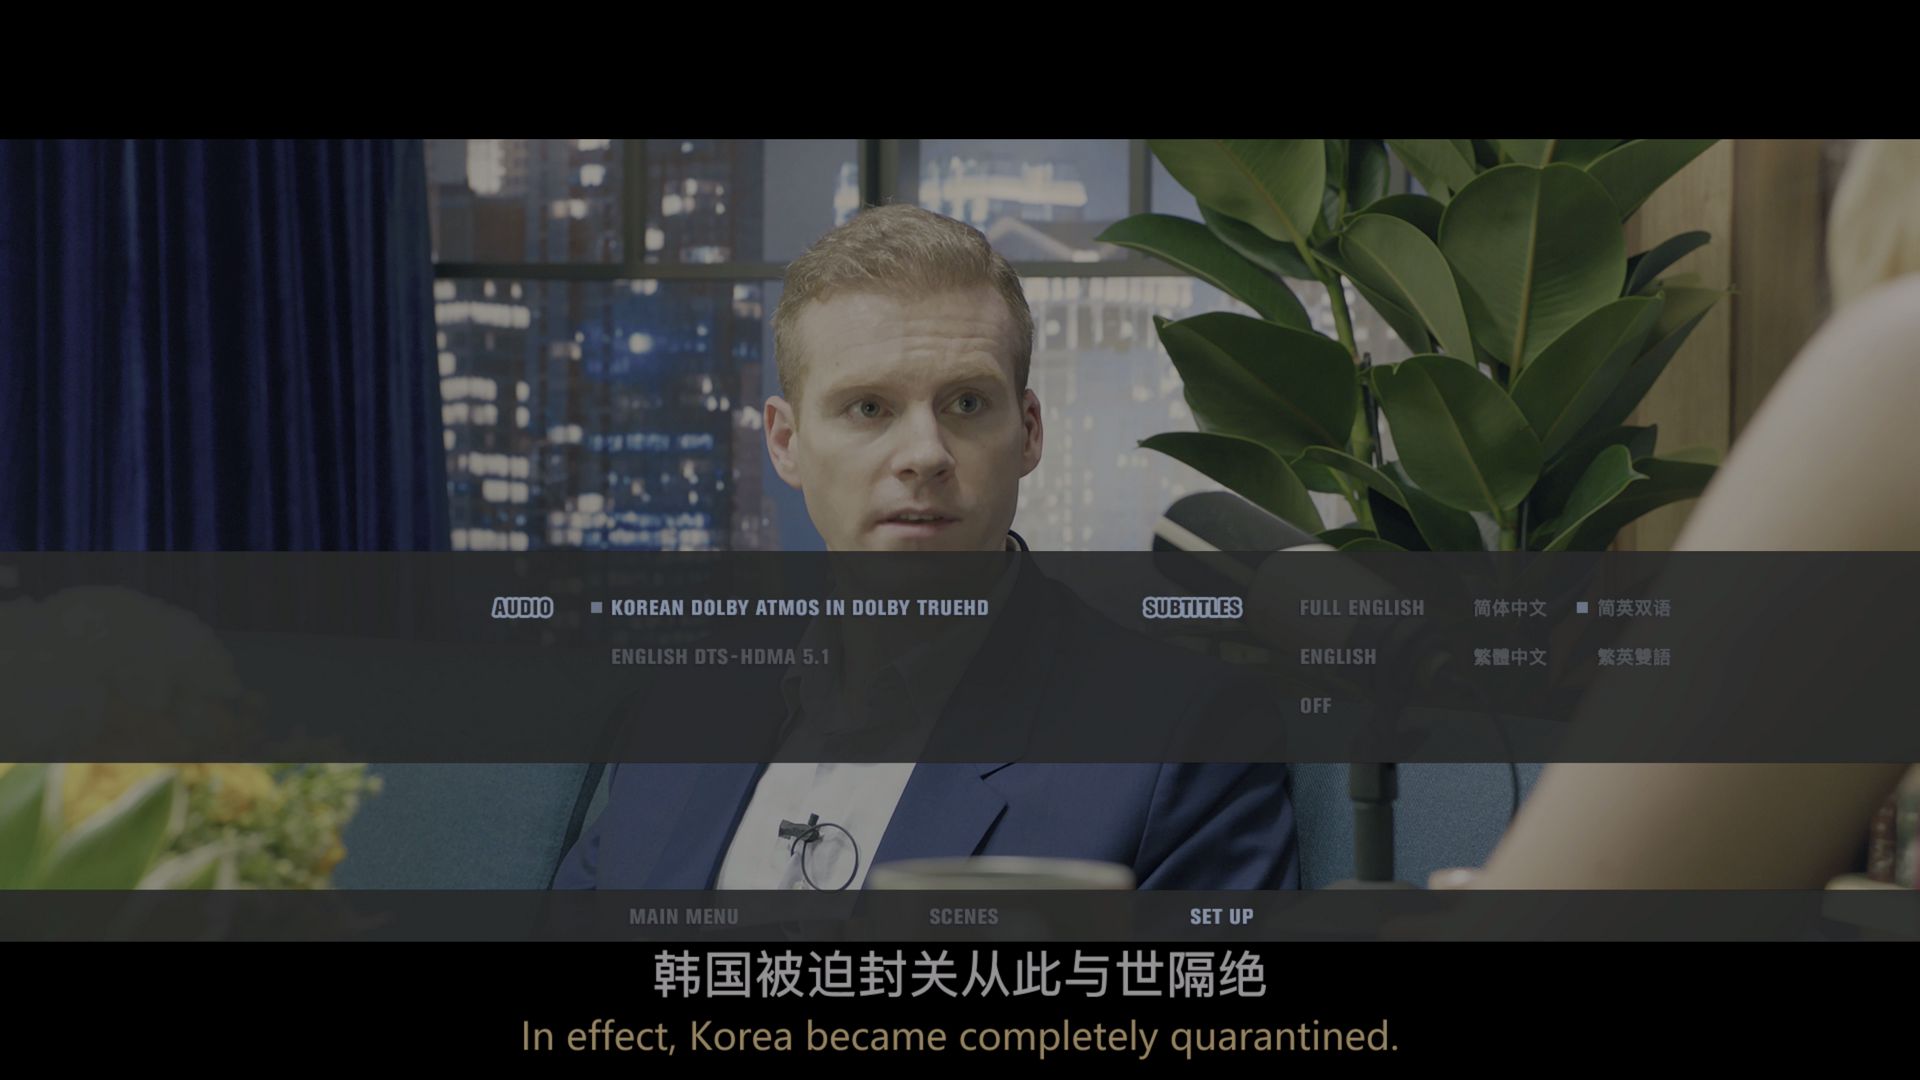 AUDIO KOREAN DOLBY ATMOS IN DOLBY TRUEHD SUBTITLES FULL ENGLISH 简体中文 简英双语
ENGLISH DTS-HDMA 5.1 ENGLISH 繁體中文 繁英雙語
OFF
MAIN MENU SCENES SET UP
韩国被迫封关从此与世隔绝
In effect, Korea became completely quarantined.